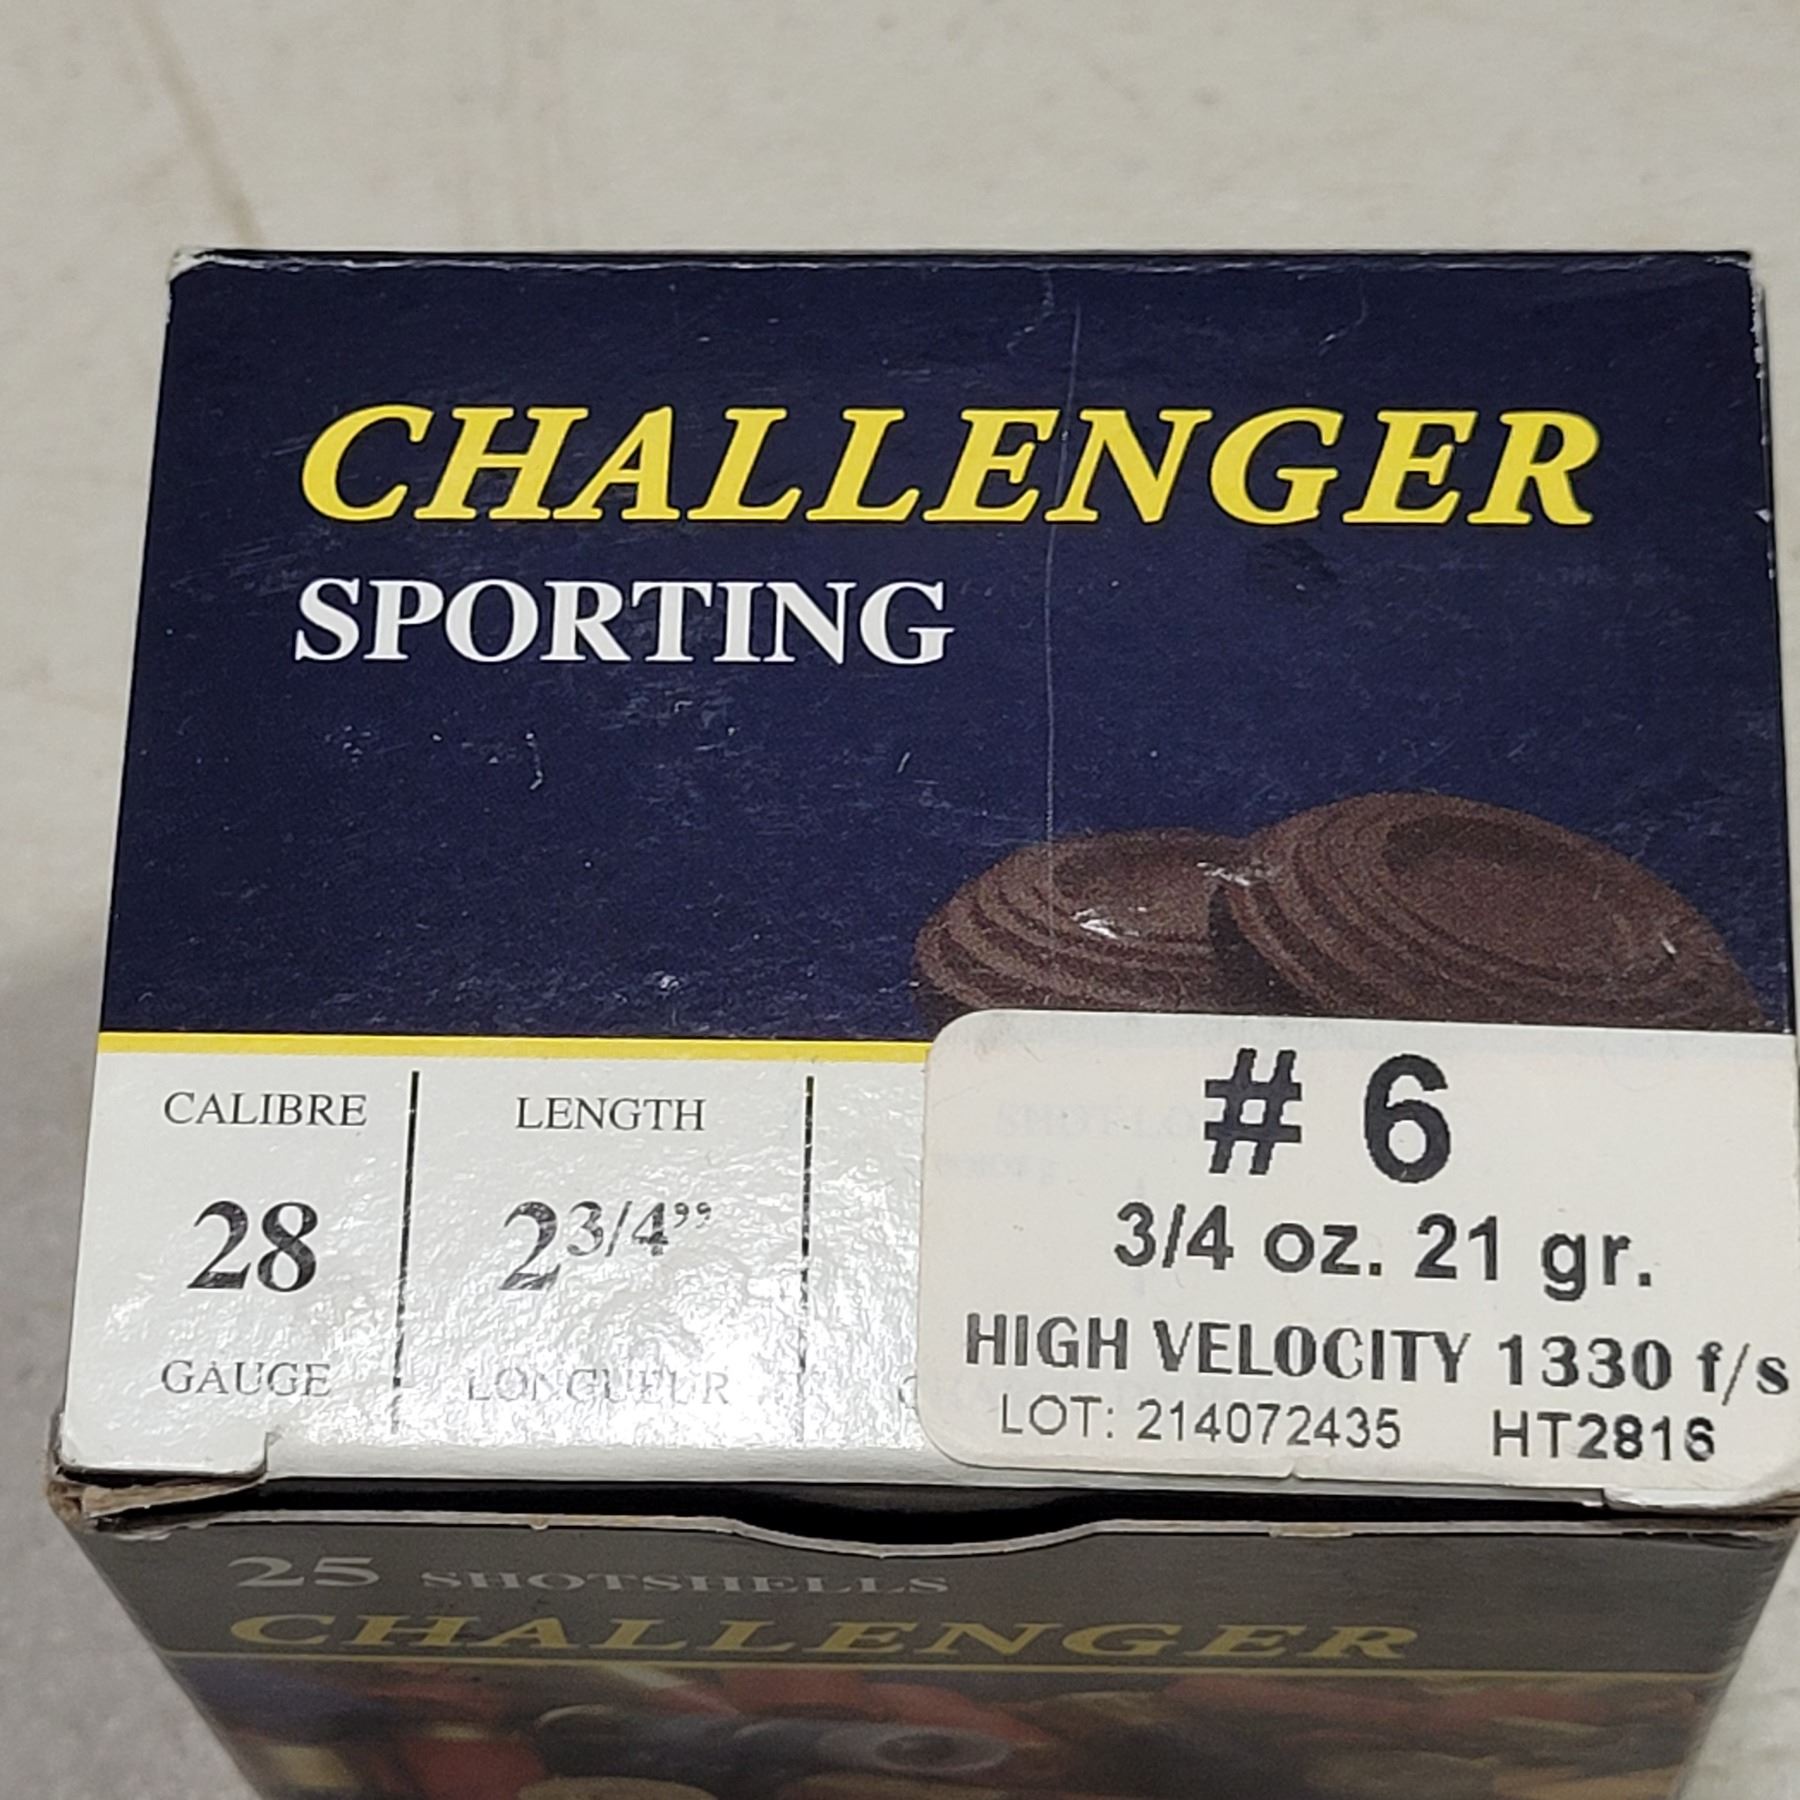 CHALLENGER
SPORTING
CALIBRE
28
GAUGE
LENGTH
2 3/4”
LONGUEUR
# 6
3/4 oz. 21 gr.
HIGH VELOCITY 1330 f/s
LOT: 214072435 HT2816
25 SHOTSHELLS
CHALLENGER